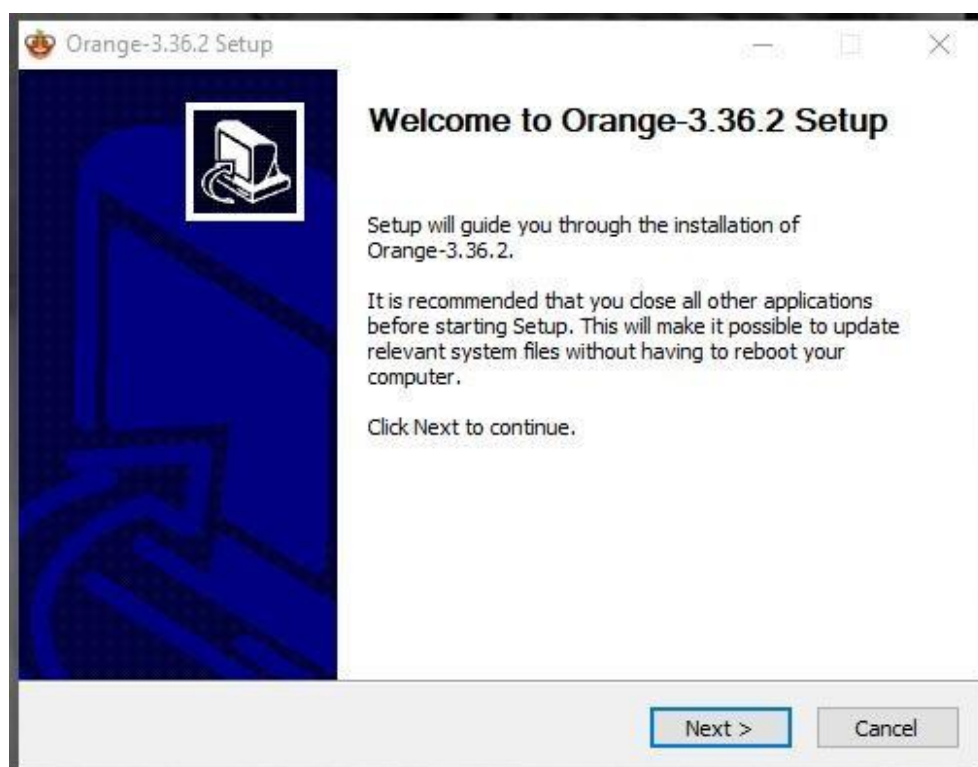 Orange-3.36.2 Setup
Welcome to Orange-3.36.2 Setup
Setup will guide you through the installation of
Orange-3.36.2.
It is recommended that you close all other applications
before starting Setup. This will make it possible to update
relevant system files without having to reboot your
computer.
Click Next to continue.
Next >
Cancel